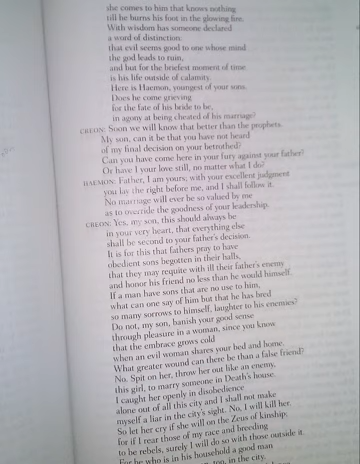 she comes to him that knows nothing
till he burns his foot in the glowing fire.
With wisdom has someone declared
a word of distinction:
that evil seems good to one whose mind
the god leads to ruin,
and but for the briefest moment of time
is his life outside of calamity.
Here is Haemon, youngest of your sons.
Does he come grieving
for the fate of his bride to be,
in agony at being cheated of his marriage?
CREON: Soon we will know that better than the prophets.
My son, can it be that you have not heard
of my final decision on your betrothed?
Can you have come here in your fury against your father?
Or have I your love still, no matter what I do?
HAEMON: Father, I am yours; with your excellent judgment
you lay the right before me, and I shall follow it.
No marriage will ever be so valued by me
as to override the goodness of your leadership.
CREON: Yes, my son, this should always be
in your very heart, that everything else
shall be second to your father's decision.
It is for this that fathers pray to have
obedient sons begotten in their halls,
that they may requite with ill their father's enemy
and honor his friend no less than he would himself.
If a man have sons that are no use to him,
what can one say of him but that he has bred
so many sorrows to himself, laughter to his enemies?
Do not, my son, banish your good sense
through pleasure in a woman, since you know
that the embrace grows cold
when an evil woman shares your bed and home.
What greater wound can there be than a false friend?
No. Spit on her, throw her out like an enemy,
this girl, to marry someone in Death's house.
I caught her openly in disobedience
alone out of all this city and I shall not make
myself a liar in the city's sight. No, I will kill her.
So let her cry if she will on the Zeus of kinship;
for if I rear those of my race and breeding
to be rebels, surely I will do so with those outside it.
For he who is in his household a good man
too, in the city.